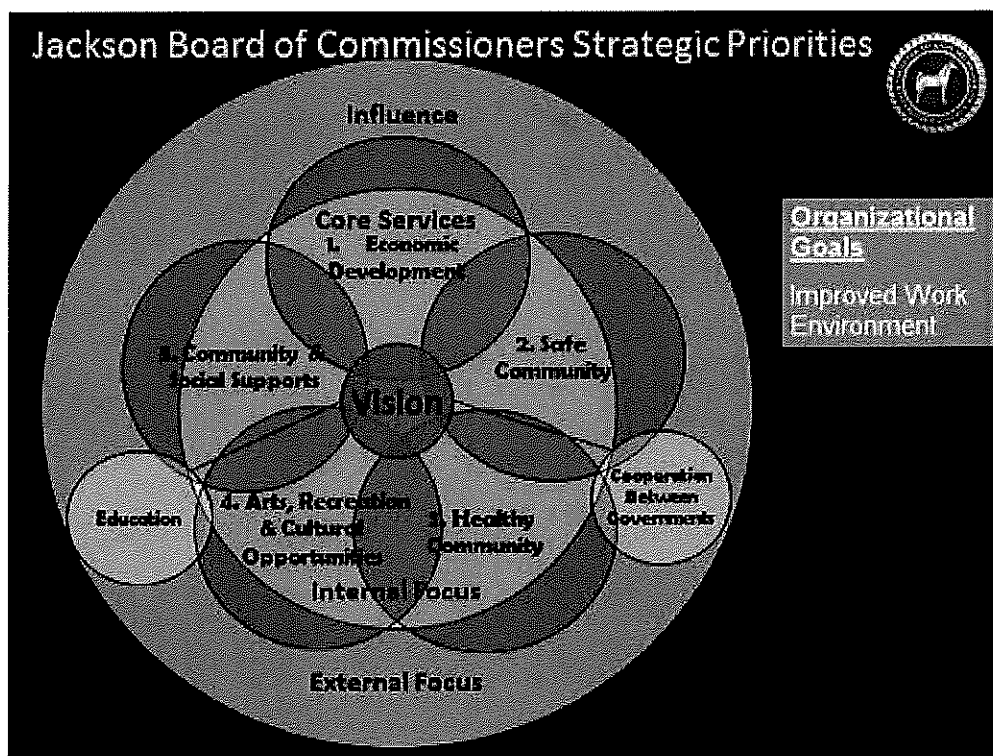 Jackson Board of Commissioners Strategic Priorities
Influence
Core Services
1. Economic
Development
Organizational
Goals
Improved Work
Environment
2. Safe
Community
Community &
Social Supports
Vision
Education
4. Arts, Recreation
& Cultural
Opportunities
Healthy
Community
Cooperation
Between
Governments
Internal Focus
External Focus